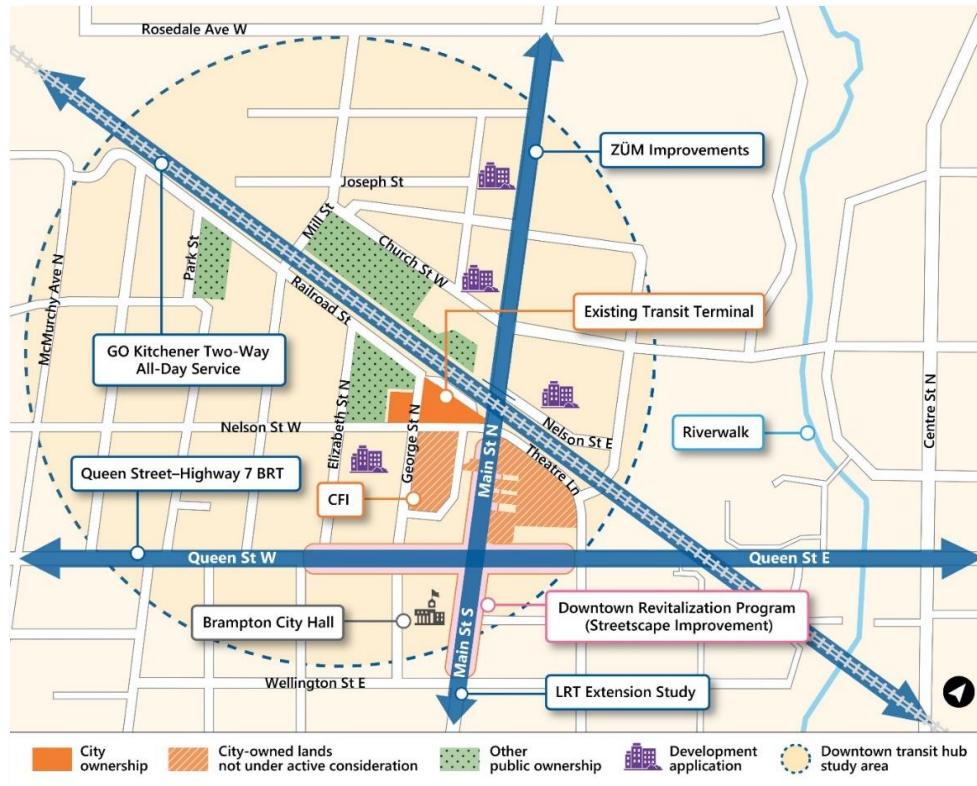 Rosedale Ave W
ZÜM Improvements
Joseph St
Mill St
Church St W
Park St
McMurchy Ave N
Railroad St
Existing Transit Terminal
GO Kitchener Two-Way
All-Day Service
Centre St N
Nelson St W
Elizabeth St N
George St N
Main St N
Nelson St E
Theatre Ln
Riverwalk
Queen Street–Highway 7 BRT
CFI
Queen St W
Queen St E
Brampton City Hall
Downtown Revitalization Program
(Streetscape Improvement)
Main St S
Wellington St E
LRT Extension Study
City
ownership
City-owned lands
not under active consideration
Other
public ownership
Development
application
Downtown transit hub
study area